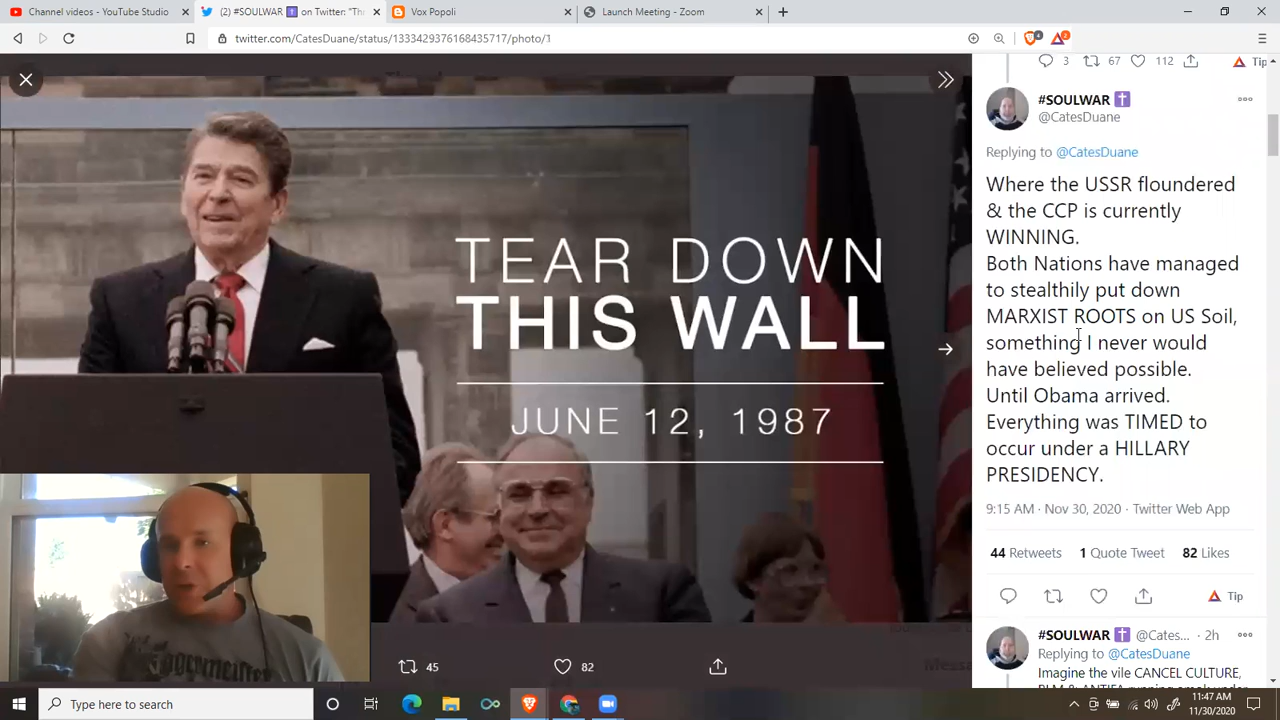 Channel videos - YouTube Studio
(2) #SOULWAR ✝ on Twitter: "Th
Vox Popoli
Launch Meeting - Zoom
twitter.com/CatesDuane/status/1333429376168435717/photo/1
4
2
TEAR DOWN
THIS WALL
JUNE 12, 1987
45
82
3
67
112
Tip
#SOULWAR ✝
@CatesDuane
Replying to @CatesDuane
Where the USSR floundered
& the CCP is currently
WINNING.
Both Nations have managed
to stealthily put down
MARXIST ROOTS on US Soil,
something I never would
have believed possible.
Until Obama arrived.
Everything was TIMED to
occur under a HILLARY
PRESIDENCY.
9:15 AM · Nov 30, 2020 · Twitter Web App
44 Retweets 1 Quote Tweet 82 Likes
Tip
#SOULWAR ✝ @Cates... · 2h
Replying to @CatesDuane
Imagine the vile CANCEL CULTURE,
Type here to search
11:47 AM
11/30/2020